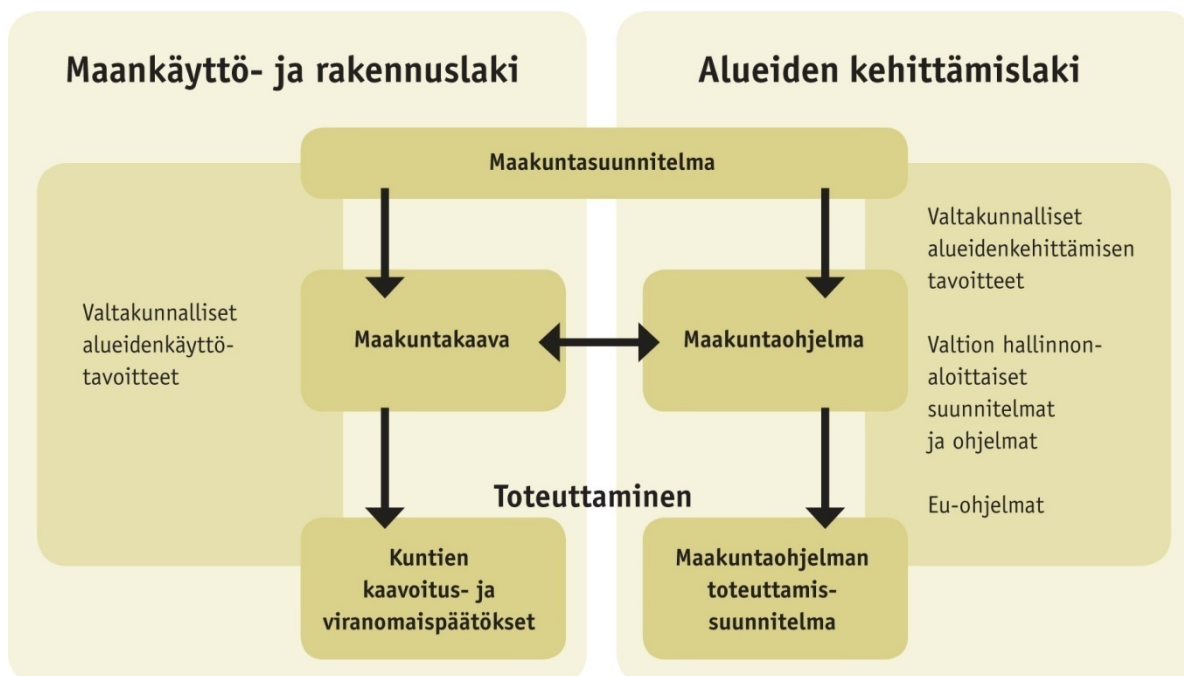 Maankäyttö- ja rakennuslaki
Alueiden kehittämislaki
Maakuntasuunnitelma
Valtakunnalliset
alueidenkäyttö-
tavoitteet
Maakuntakaava
Maakuntaohjelma
Valtakunnalliset
alueidenkehittämisen
tavoitteet
Valtion hallinnon-
aloittaiset
suunnitelmat
ja ohjelmat
Eu-ohjelmat
Toteuttaminen
Kuntien
kaavoitus- ja
viranomaispäätökset
Maakuntaohjelman
toteuttamis-
suunnitelma